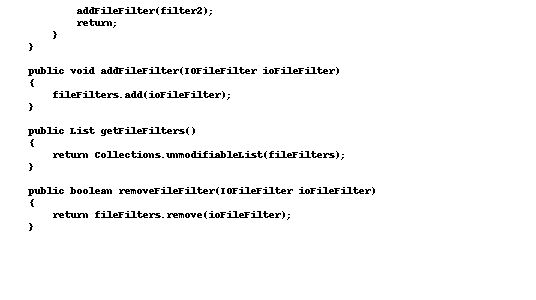 addFileFilter(filter2);
return;
}
}
public void addFileFilter(IOFileFilter ioFileFilter)
{
fileFilters.add(ioFileFilter);
}
public List getFileFilters()
{
return Collections.unmodifiableList(fileFilters);
}
public boolean removeFileFilter(IOFileFilter ioFileFilter)
{
return fileFilters.remove(ioFileFilter);
}